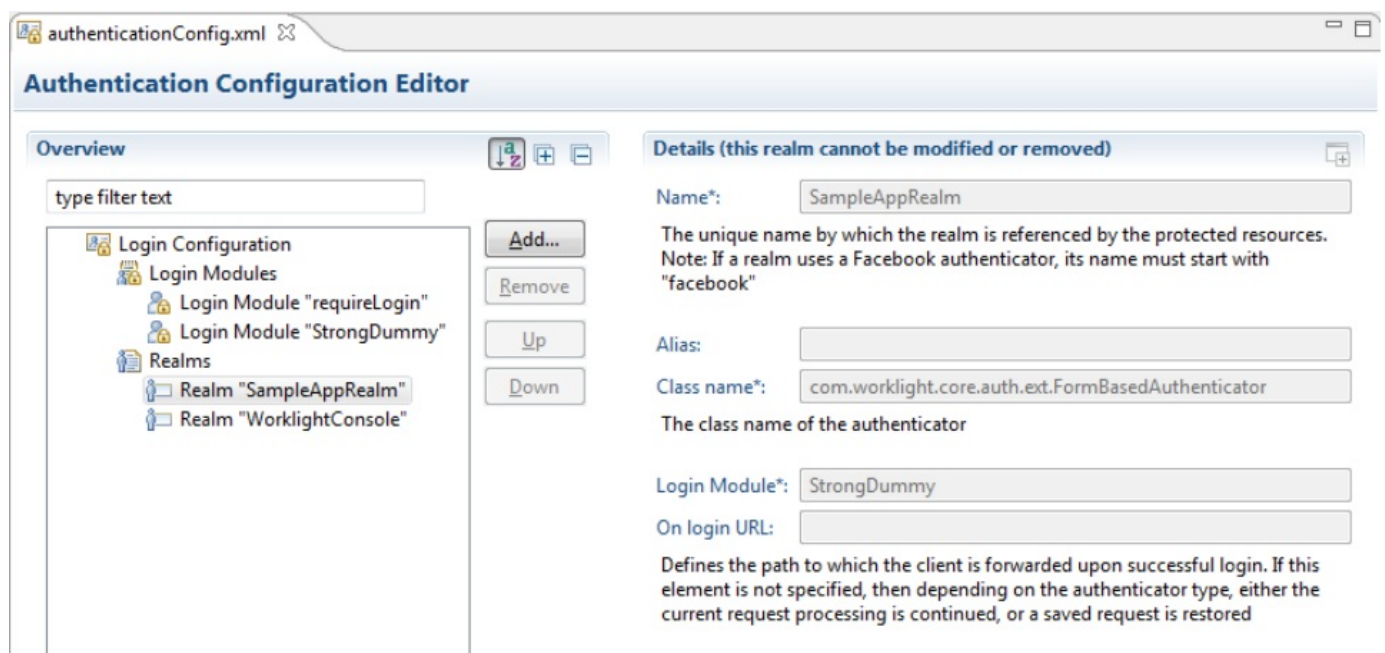 authenticationConfig.xml
Authentication Configuration Editor
Overview
type filter text
Login Configuration
Login Modules
Login Module "requireLogin"
Login Module "StrongDummy"
Realms
Realm "SampleAppRealm"
Realm "WorklightConsole"
Add...
Remove
Up
Down
Details (this realm cannot be modified or removed)
Name*: SampleAppRealm
The unique name by which the realm is referenced by the protected resources.
Note: If a realm uses a Facebook authenticator, its name must start with
"facebook"
Alias:
Class name*: com.worklight.core.auth.ext.FormBasedAuthenticator
The class name of the authenticator
Login Module*: StrongDummy
On login URL:
Defines the path to which the client is forwarded upon successful login. If this
element is not specified, then depending on the authenticator type, either the
current request processing is continued, or a saved request is restored